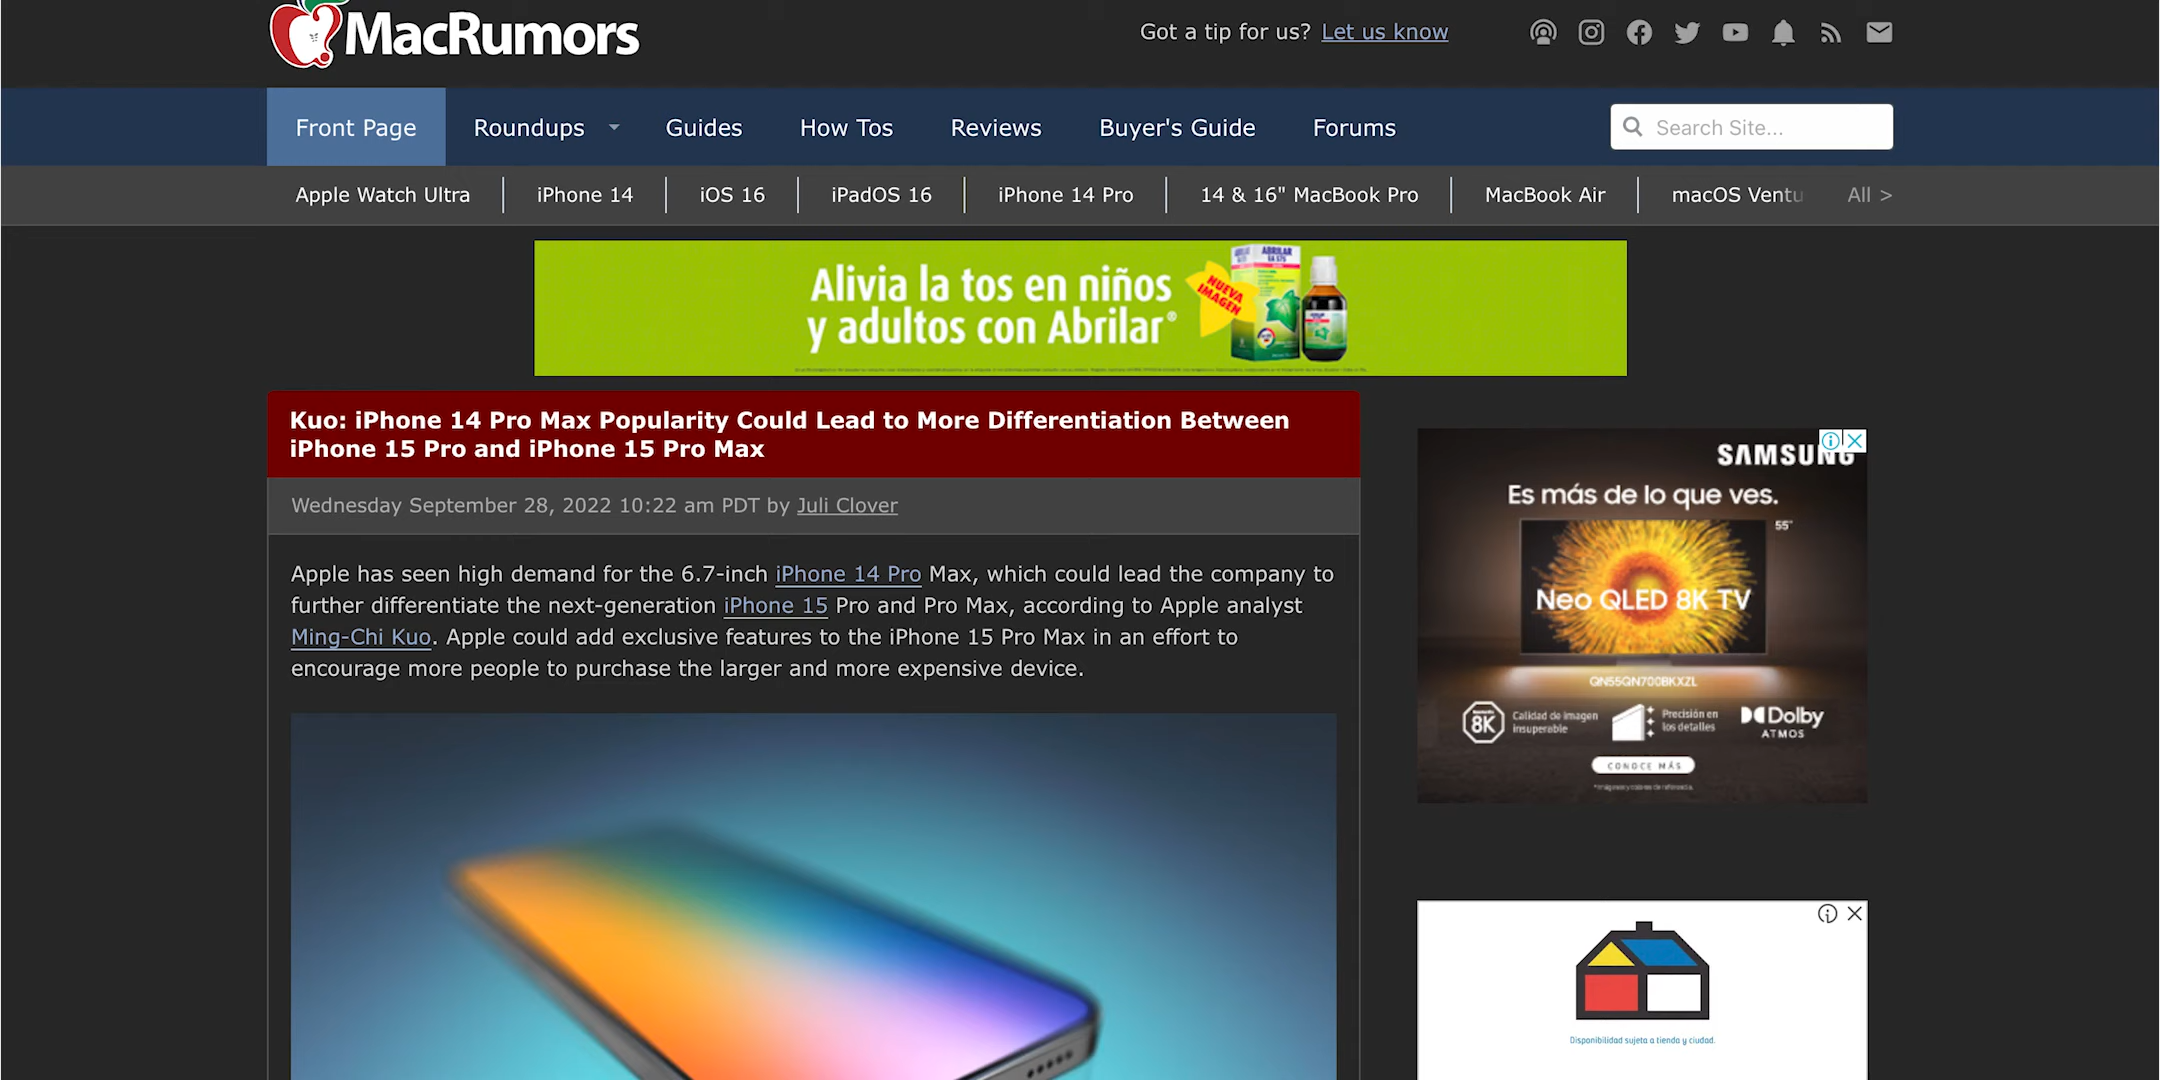 MacRumors
Got a tip for us? Let us know
Front Page
Roundups
Guides
How Tos
Reviews
Buyer's Guide
Forums
Search Site...
Apple Watch Ultra
iPhone 14
iOS 16
iPadOS 16
iPhone 14 Pro
14 & 16" MacBook Pro
MacBook Air
macOS Ventu
All >
Alivia la tos en niños
y adultos con Abrilar®
NUEVA
IMAGEN
ABRILAR
Kuo: iPhone 14 Pro Max Popularity Could Lead to More Differentiation Between
iPhone 15 Pro and iPhone 15 Pro Max
Wednesday September 28, 2022 10:22 am PDT by Juli Clover
Apple has seen high demand for the 6.7-inch iPhone 14 Pro Max, which could lead the company to
further differentiate the next-generation iPhone 15 Pro and Pro Max, according to Apple analyst
Ming-Chi Kuo. Apple could add exclusive features to the iPhone 15 Pro Max in an effort to
encourage more people to purchase the larger and more expensive device.
SAMSUNG
Es más de lo que ves.
55"
Neo QLED 8K TV
QN55QN700BKXZL
8K
Calidad de imagen
insuperable
Precisión en
los detalles
Dolby
ATMOS
CONOCE MÁS
Disponibilidad sujeta a tienda y ciudad.